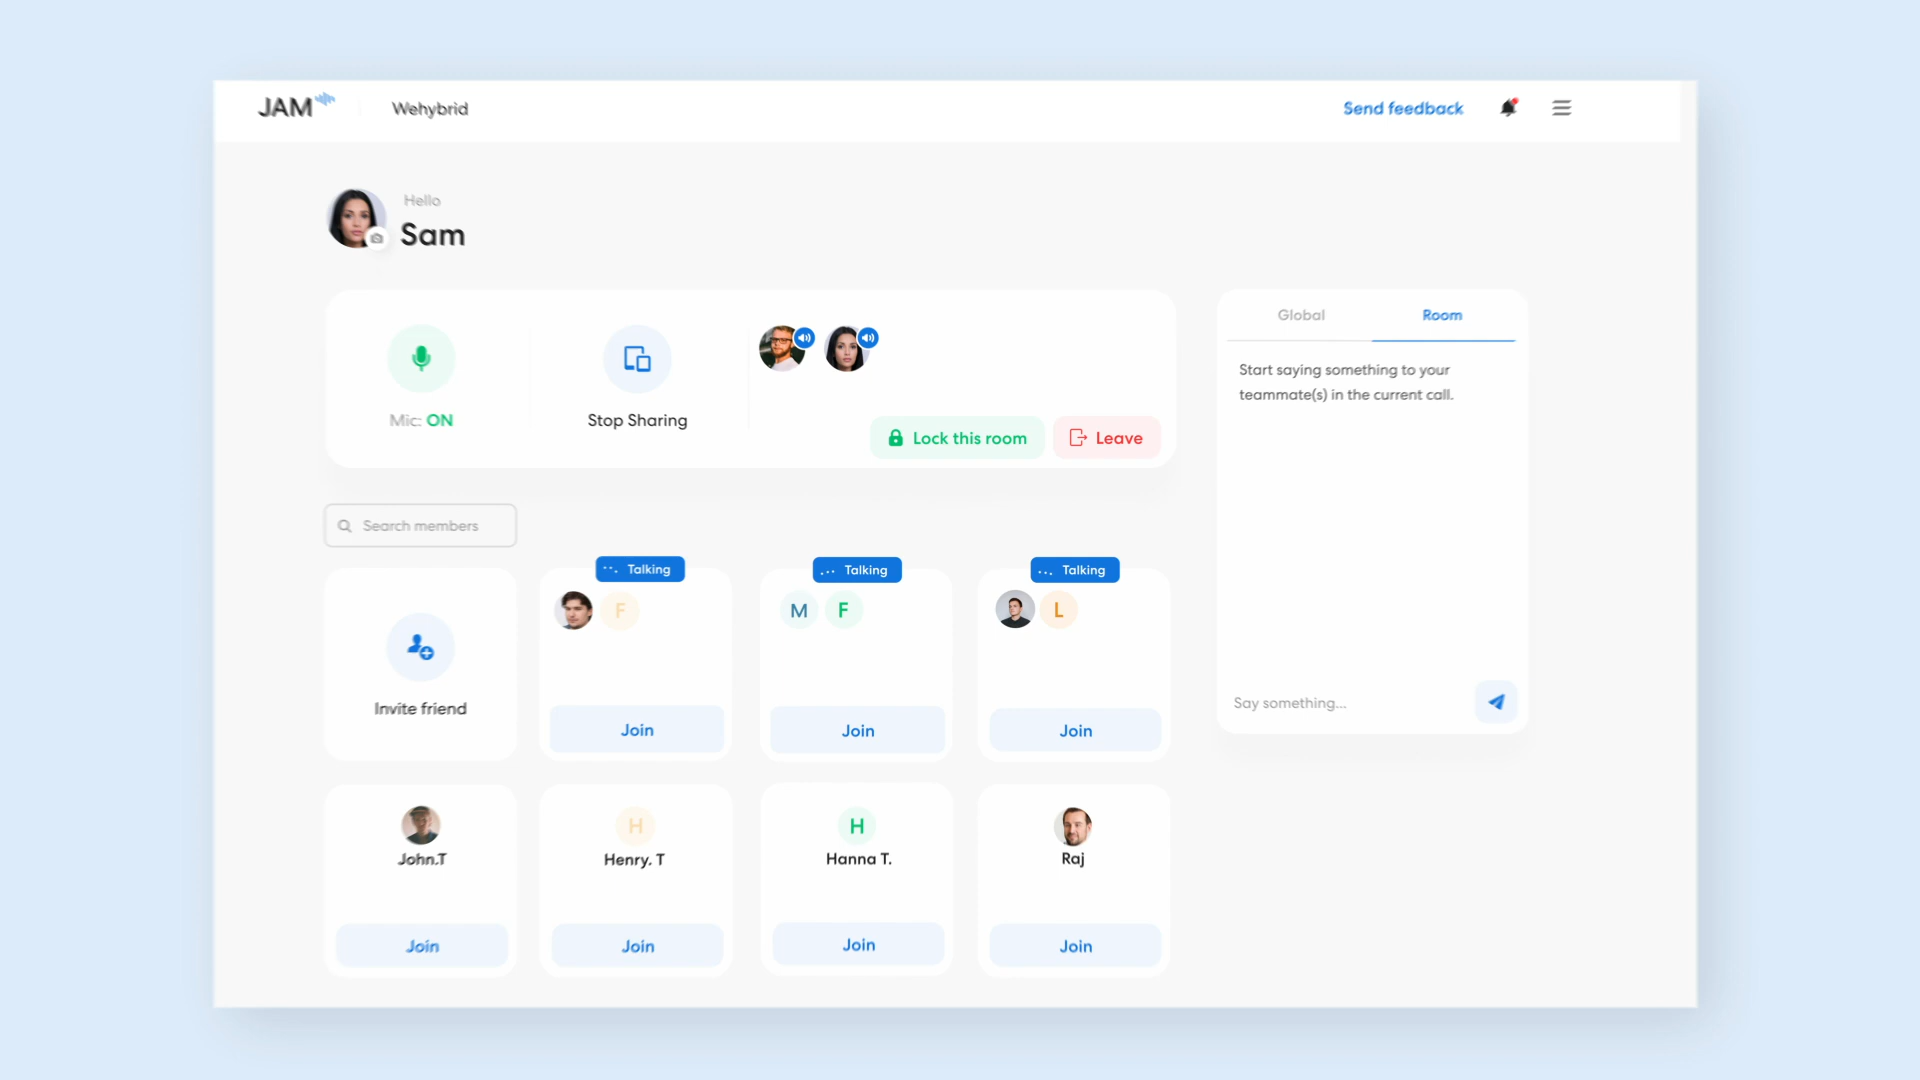 JAM
Wehybrid
Send feedback
Hello
Sam
Mic: ON
Stop Sharing
Lock this room
Leave
Global
Room
Start saying something to your
teammate(s) in the current call.
Say something...
Search members
Invite friend
... Talking
F
Join
... Talking
M
F
Join
... Talking
L
Join
John.T
Join
H
Henry. T
Join
H
Hanna T.
Join
Raj
Join